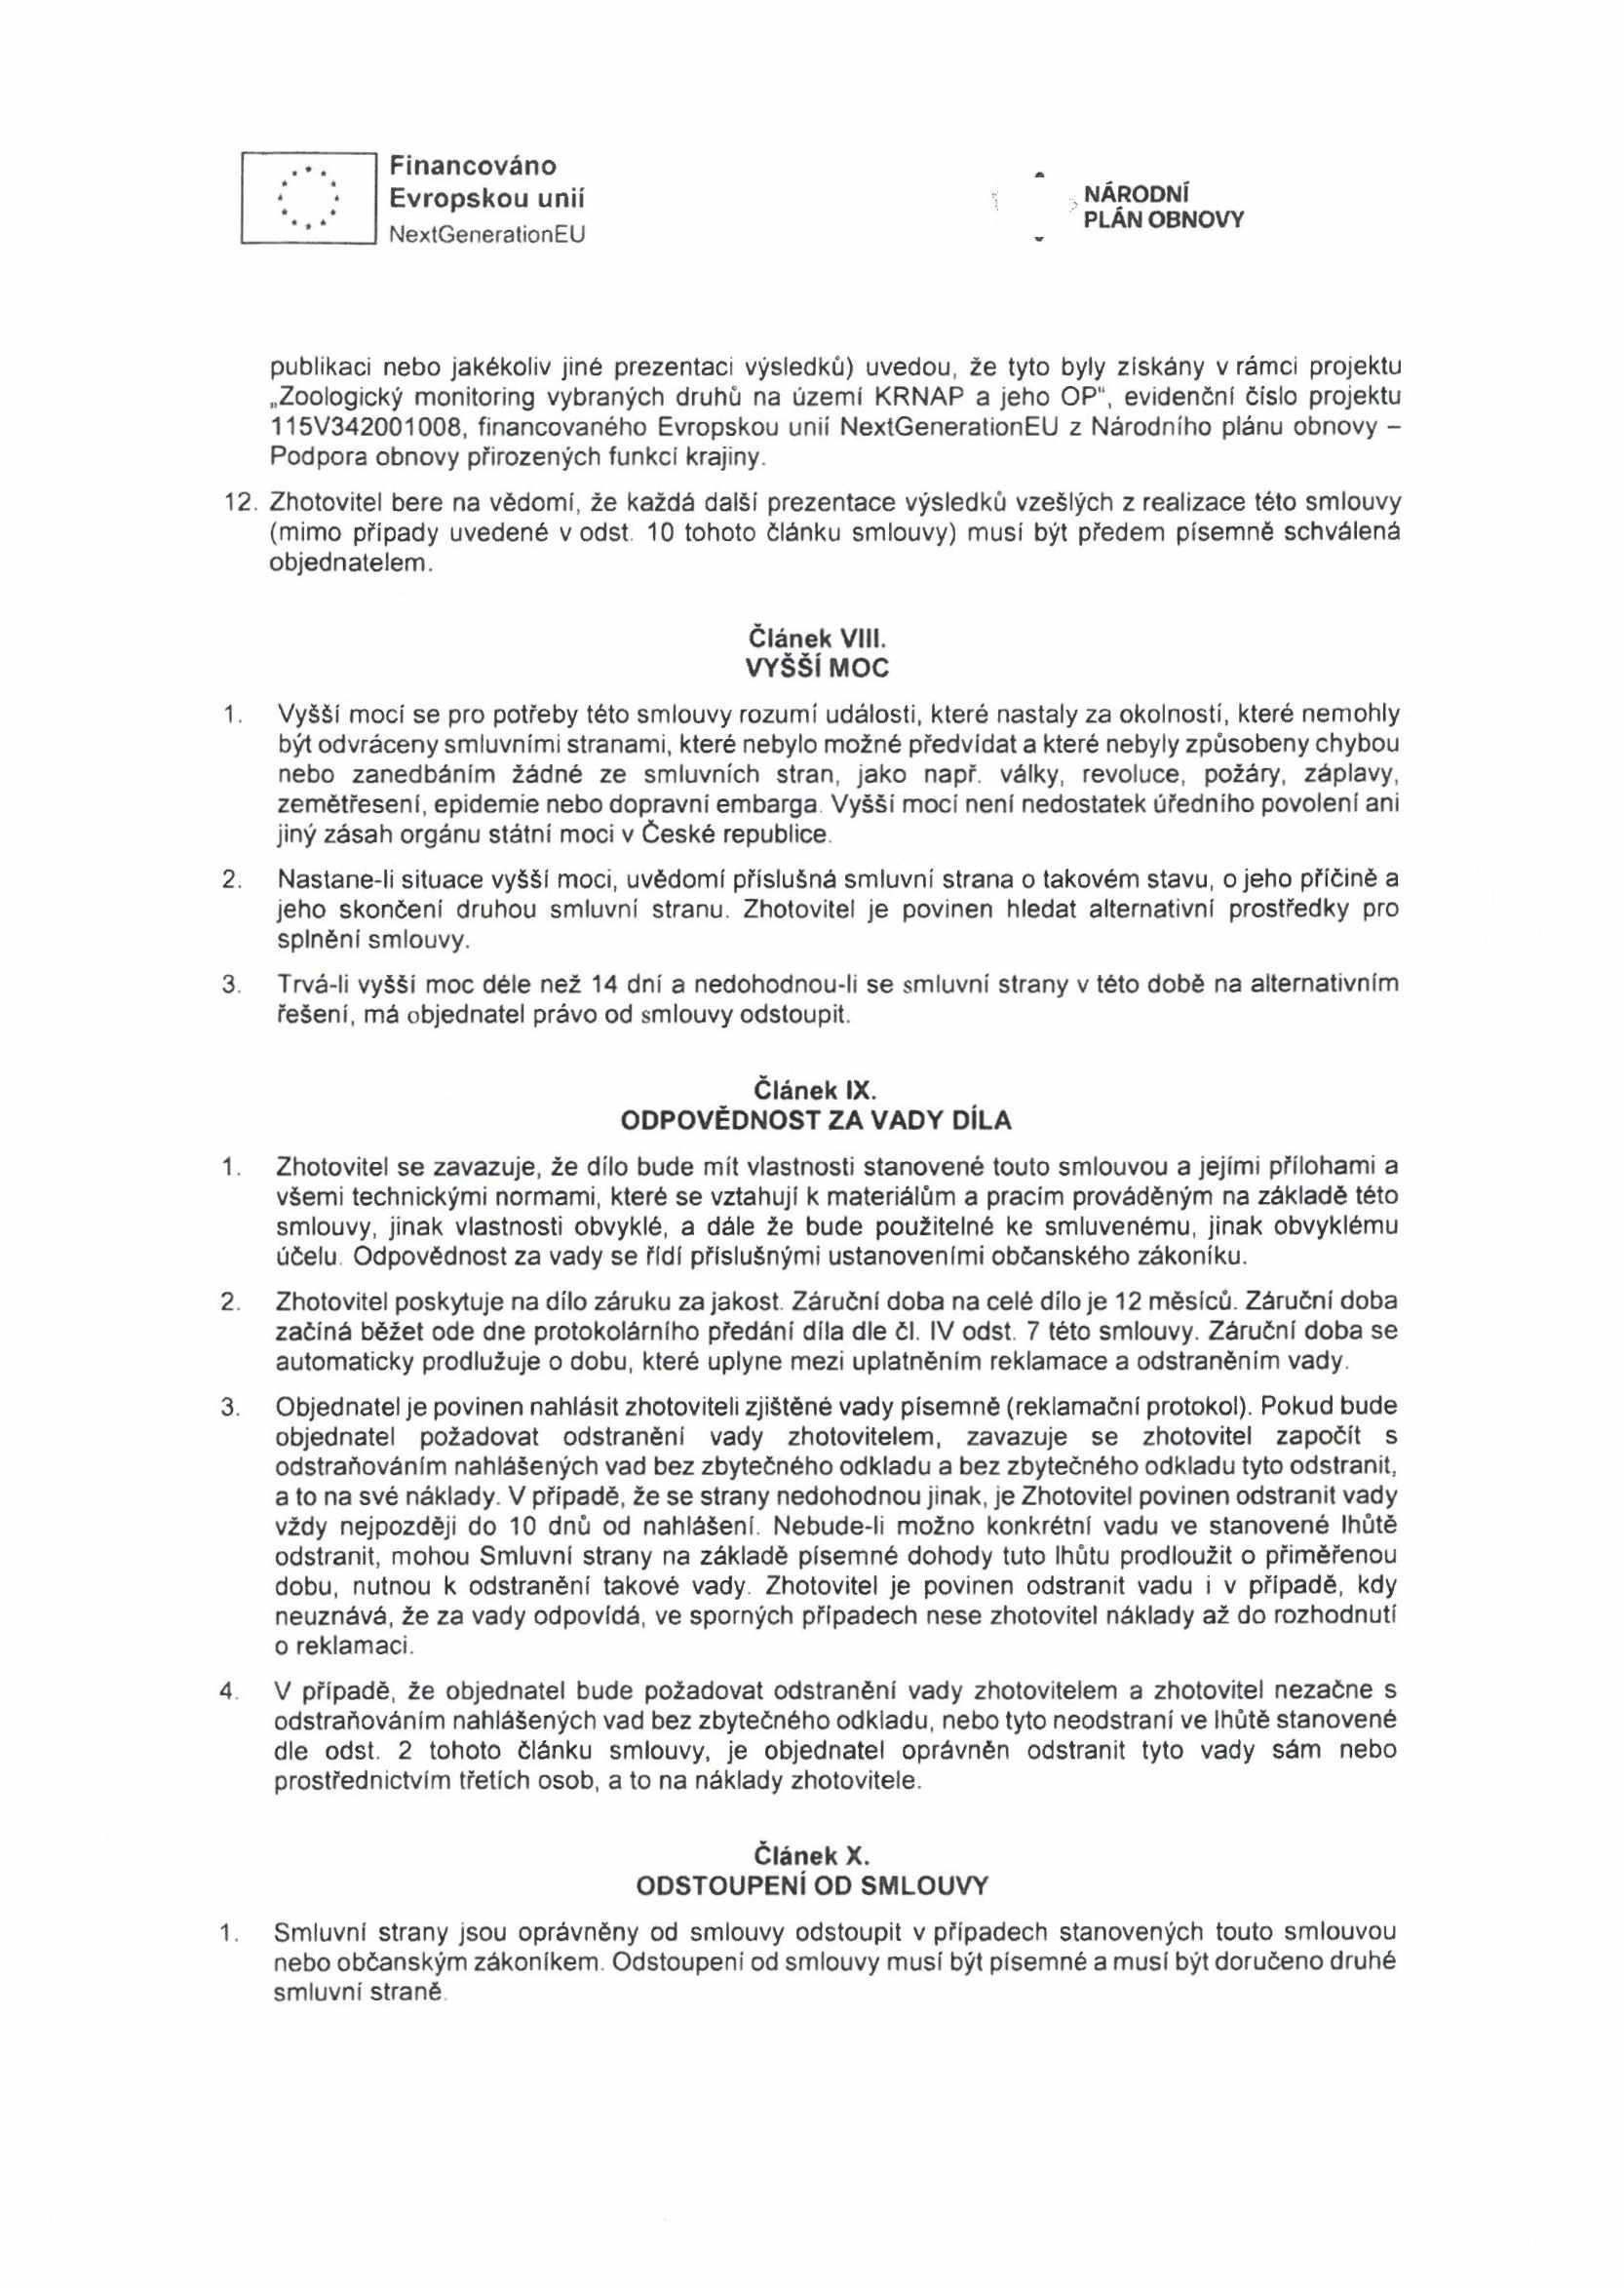 Financováno
Evropskou unií
NextGenerationEU
NÁRODNÍ
PLÁN OBNOVY
publikaci nebo jakékoliv jiné prezentaci výsledků) uvedou, že tyto byly získány v rámci projektu
„Zoologický monitoring vybraných druhů na území KRNAP a jeho OP", evidenční číslo projektu
115V342001008, financovaného Evropskou unií NextGenerationEU z Národního plánu obnovy –
Podpora obnovy přirozených funkcí krajiny.
12. Zhotovitel bere na vědomí, že každá další prezentace výsledků vzešlých z realizace této smlouvy
(mimo případy uvedené v odst. 10 tohoto článku smlouvy) musí být předem písemně schválená
objednatelem.
Článek VIII.
VYŠŠÍ MOC
1. Vyšší mocí se pro potřeby této smlouvy rozumí události, které nastaly za okolností, které nemohly
být odvráceny smluvními stranami, které nebylo možné předvídat a které nebyly způsobeny chybou
nebo zanedbáním žádné ze smluvních stran, jako např. války, revoluce, požáry, záplavy,
zemětřesení, epidemie nebo dopravní embarga. Vyšší mocí není nedostatek úředního povolení ani
jiný zásah orgánu státní moci v České republice.
2. Nastane-li situace vyšší moci, uvědomí příslušná smluvní strana o takovém stavu, o jeho příčině a
jeho skončení druhou smluvní stranu. Zhotovitel je povinen hledat alternativní prostředky pro
splnění smlouvy.
3. Trvá-li vyšší moc déle než 14 dní a nedohodnou-li se smluvní strany v této době na alternativním
řešení, má objednatel právo od smlouvy odstoupit.
Článek IX.
ODPOVĚDNOST ZA VADY DÍLA
1. Zhotovitel se zavazuje, že dílo bude mít vlastnosti stanovené touto smlouvou a jejími přílohami a
všemi technickými normami, které se vztahují k materiálům a pracím prováděným na základě této
smlouvy, jinak vlastnosti obvyklé, a dále že bude použitelné ke smluvenému, jinak obvyklému
účelu. Odpovědnost za vady se řídí příslušnými ustanoveními občanského zákoníku.
2. Zhotovitel poskytuje na dílo záruku za jakost. Záruční doba na celé dílo je 12 měsíců. Záruční doba
začíná běžet ode dne protokolárního předání díla dle čl. IV odst. 7 této smlouvy. Záruční doba se
automaticky prodlužuje o dobu, které uplyne mezi uplatněním reklamace a odstraněním vady.
3. Objednatel je povinen nahlásit zhotoviteli zjištěné vady písemně (reklamační protokol). Pokud bude
objednatel požadovat odstranění vady zhotovitelem, zavazuje se zhotovitel započít s
odstraňováním nahlášených vad bez zbytečného odkladu a bez zbytečného odkladu tyto odstranit,
a to na své náklady. V případě, že se strany nedohodnou jinak, je Zhotovitel povinen odstranit vady
vždy nejpozději do 10 dnů od nahlášení. Nebude-li možno konkrétní vadu ve stanovené lhůtě
odstranit, mohou Smluvní strany na základě písemné dohody tuto lhůtu prodloužit o přiměřenou
dobu, nutnou k odstranění takové vady. Zhotovitel je povinen odstranit vadu i v případě, kdy
neuznává, že za vady odpovídá, ve sporných případech nese zhotovitel náklady až do rozhodnutí
o reklamaci.
4. V případě, že objednatel bude požadovat odstranění vady zhotovitelem a zhotovitel nezačne s
odstraňováním nahlášených vad bez zbytečného odkladu, nebo tyto neodstraní ve lhůtě stanovené
dle odst. 2 tohoto článku smlouvy, je objednatel oprávněn odstranit tyto vady sám nebo
prostřednictvím třetích osob, a to na náklady zhotovitele.
Článek X.
ODSTOUPENÍ OD SMLOUVY
1. Smluvní strany jsou oprávněny od smlouvy odstoupit v případech stanovených touto smlouvou
nebo občanským zákoníkem. Odstoupení od smlouvy musí být písemné a musí být doručeno druhé
smluvní straně.